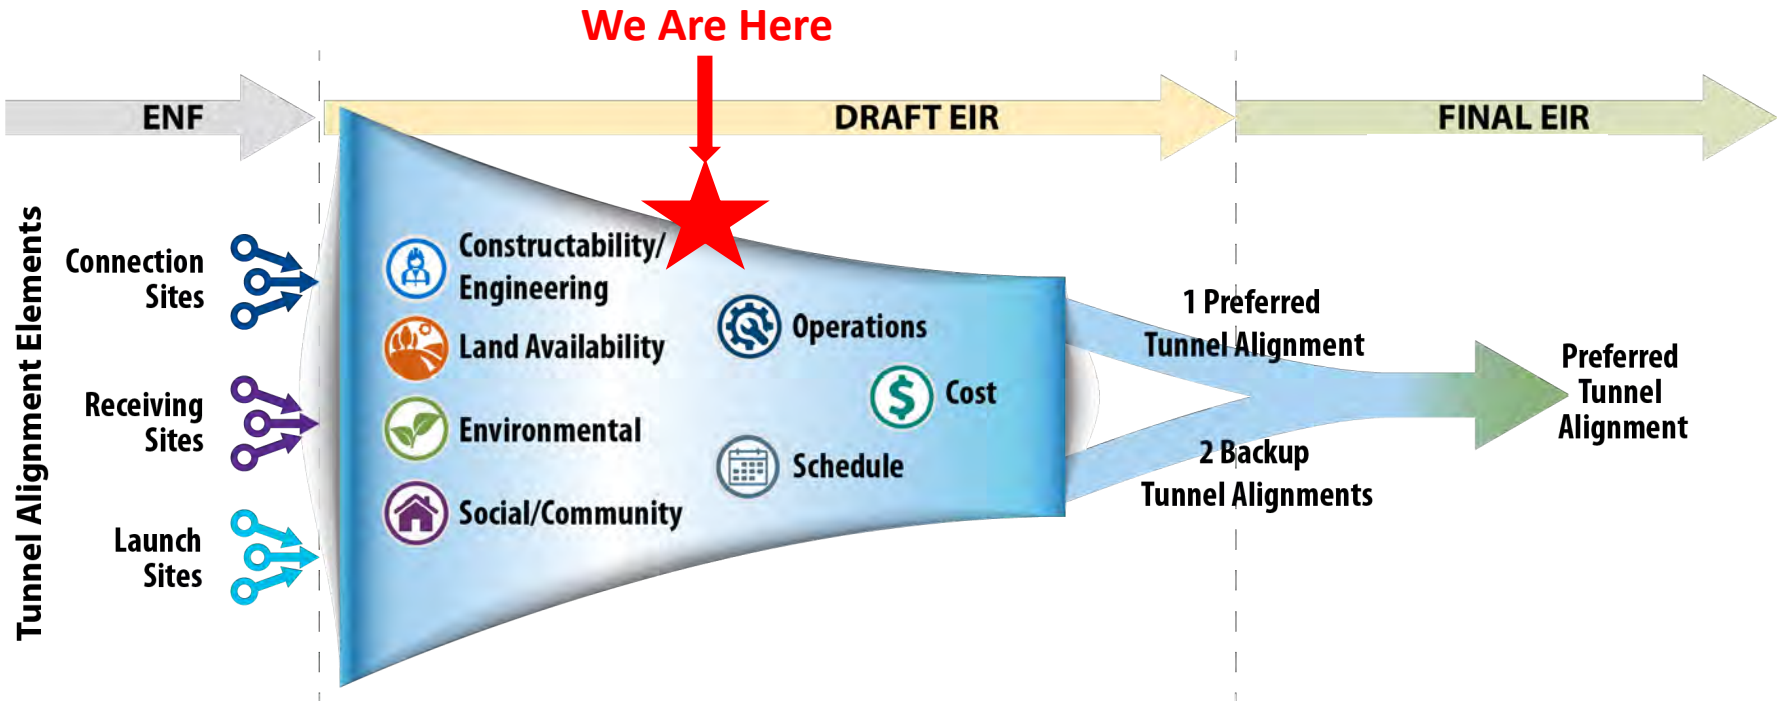 We Are Here
ENF
DRAFT EIR
FINAL EIR
Tunnel Alignment Elements
Connection
Sites
Receiving
Sites
Launch
Sites
Constructability/
Engineering
Land Availability
Environmental
Social/Community
Operations
Cost
Schedule
1 Preferred
Tunnel Alignment
2 Backup
Tunnel Alignments
Preferred
Tunnel
Alignment